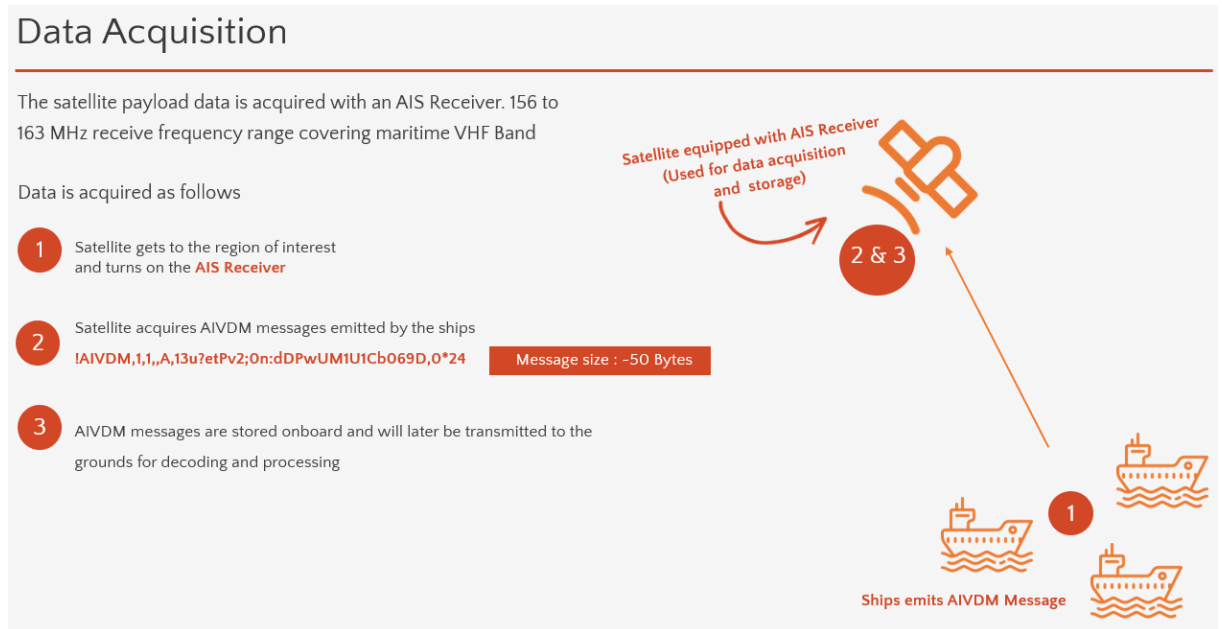 Data Acquisition
The satellite payload data is acquired with an AIS Receiver. 156 to
163 MHz receive frequency range covering maritime VHF Band
Data is acquired as follows
1
Satellite gets to the region of interest
and turns on the AIS Receiver
2
Satellite acquires AIVDM messages emitted by the ships
!AIVDM,1,1,,A,13u?etPv2;0n:dDPwUM1U1Cb069D,0*24
Message size : ~50 Bytes
3
AIVDM messages are stored onboard and will later be transmitted to the
grounds for decoding and processing
Satellite equipped with AIS Receiver
(Used for data acquisition
and storage)
2 & 3
1
Ships emits AIVDM Message